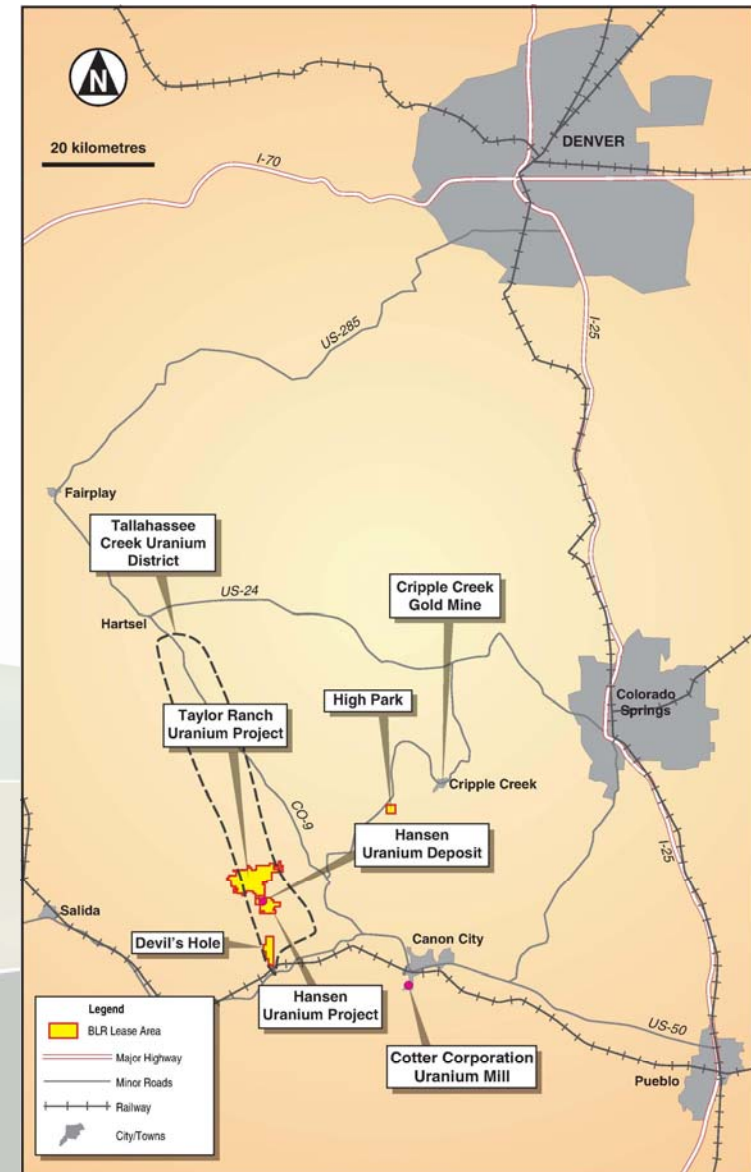 N
20 kilometres
I-70
DENVER
I-25
US-285
Fairplay
Tallahassee
Creek Uranium
District
US-24
Cripple Creek
Gold Mine
Hartsel
High Park
Colorado
Springs
Taylor Ranch
Uranium Project
Cripple Creek
CO-9
Hansen
Uranium Deposit
I-25
Salida
Devil's Hole
Canon City
Hansen
Uranium Project
US-50
Cotter Corporation
Uranium Mill
Pueblo
Legend
BLR Lease Area
Major Highway
Minor Roads
Railway
City/Towns